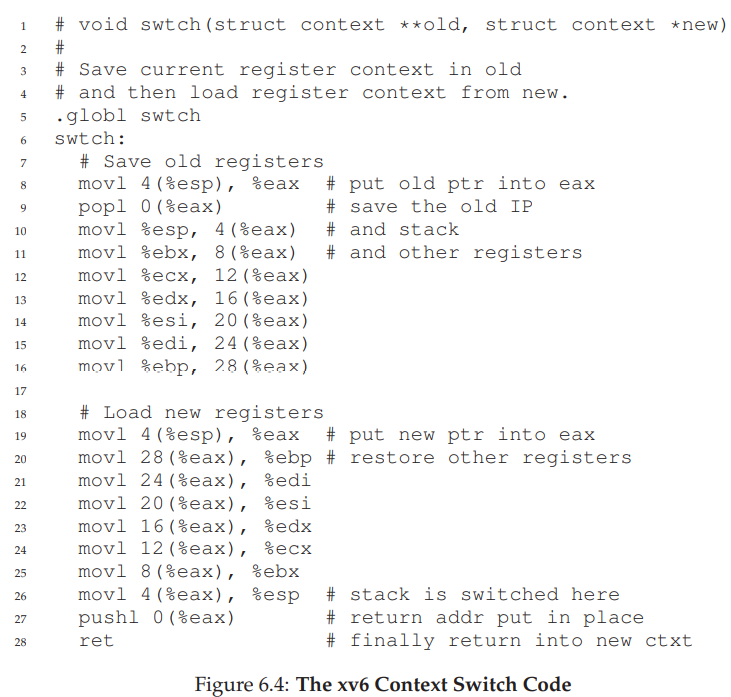 1 # void swtch(struct context **old, struct context *new)
2 #
3 # Save current register context in old
4 # and then load register context from new.
5 .globl swtch
6 swtch:
7 # Save old registers
8 movl 4(%esp), %eax # put old ptr into eax
9 popl 0(%eax) # save the old IP
10 movl %esp, 4(%eax) # and stack
11 movl %ebx, 8(%eax) # and other registers
12 movl %ecx, 12(%eax)
13 movl %edx, 16(%eax)
14 movl %esi, 20(%eax)
15 movl %edi, 24(%eax)
16 movl %ebp, 28(%eax)
17
18 # Load new registers
19 movl 4(%esp), %eax # put new ptr into eax
20 movl 28(%eax), %ebp # restore other registers
21 movl 24(%eax), %edi
22 movl 20(%eax), %esi
23 movl 16(%eax), %edx
24 movl 12(%eax), %ecx
25 movl 8(%eax), %ebx
26 movl 4(%eax), %esp # stack is switched here
27 pushl 0(%eax) # return addr put in place
28 ret # finally return into new ctxt
Figure 6.4: The xv6 Context Switch Code